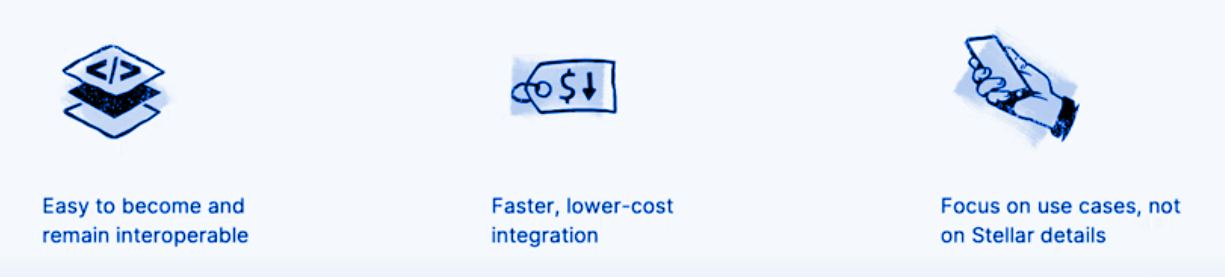 </>
$
Easy to become and
remain interoperable
Faster, lower-cost
integration
Focus on use cases, not
on Stellar details